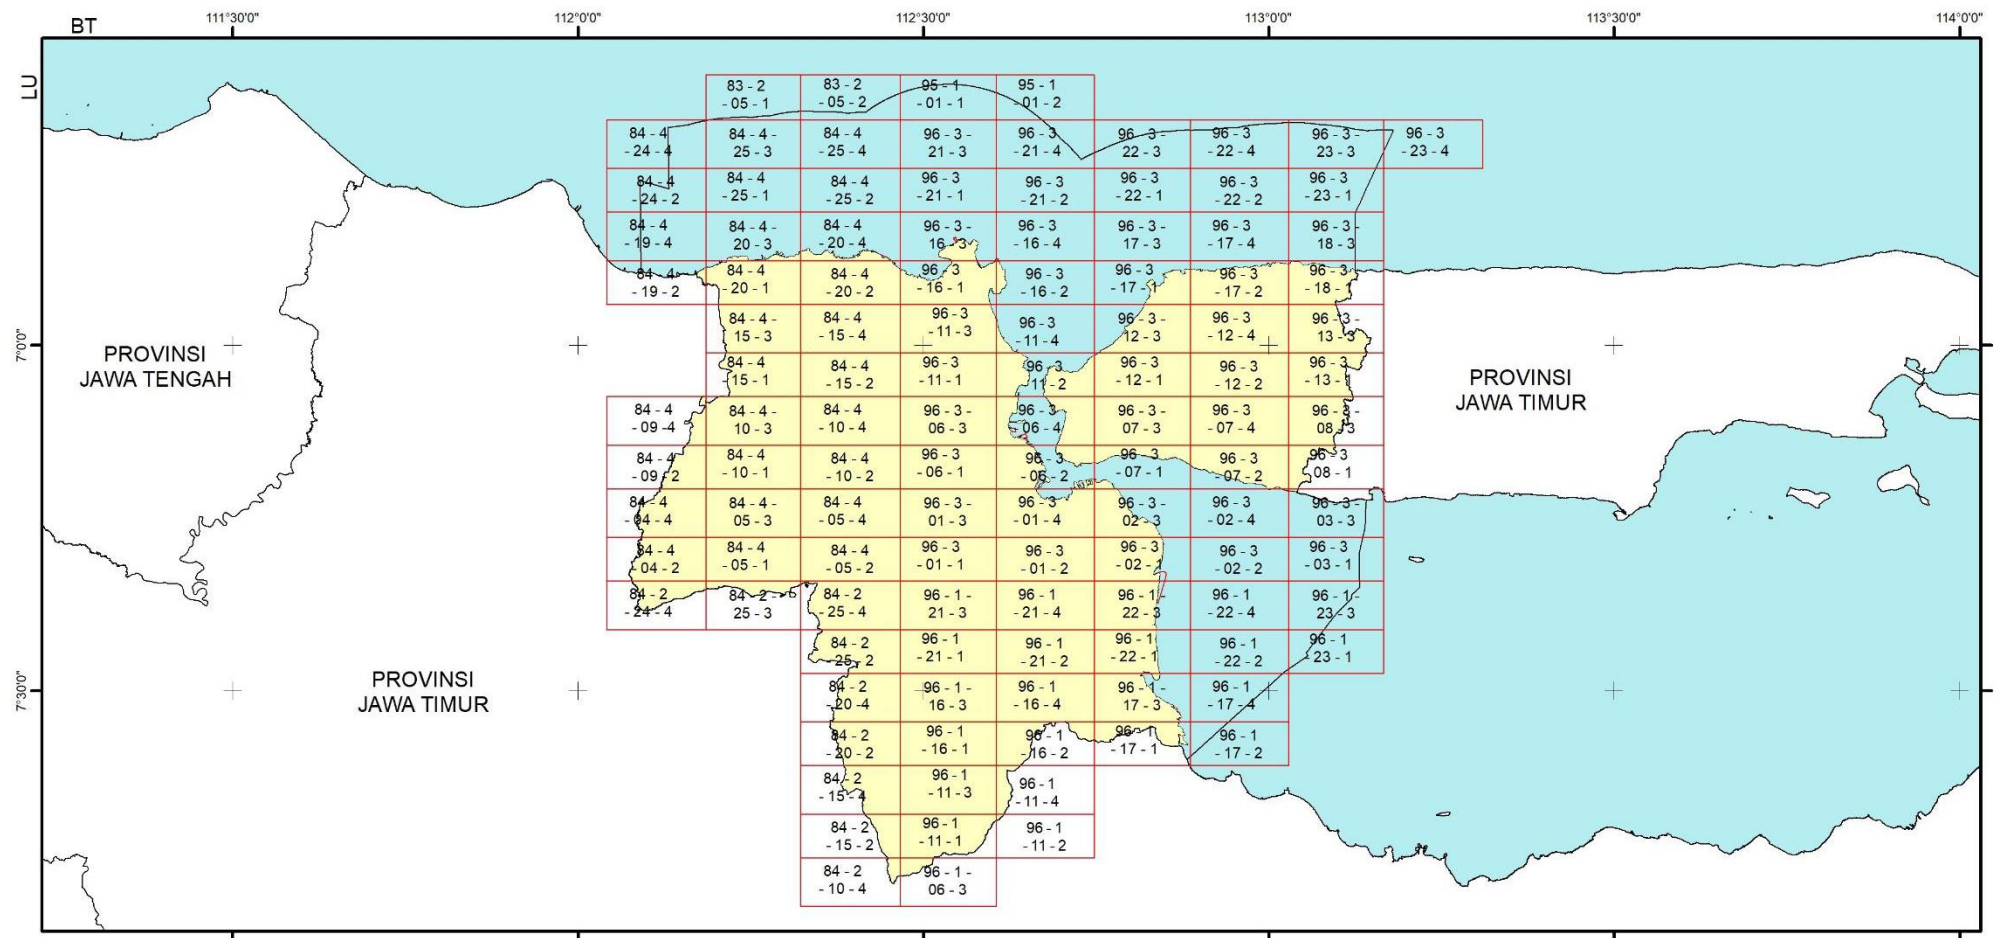 111°30'0"
112°0'0"
112°30'0"
113°0'0"
113°30'0"
114°0'0"
BT
LU
83 - 2
- 05 - 1
83 - 2
- 05 - 2
95 - 1
- 01 - 1
95 - 1
- 01 - 2
84 - 4
- 24 - 4
84 - 4 -
25 - 3
84 - 4
- 25 - 4
96 - 3 -
21 - 3
96 - 3
- 21 - 4
96 - 3 -
22 - 3
96 - 3
- 22 - 4
96 - 3 -
23 - 3
96 - 3
- 23 - 4
84 - 4
- 24 - 2
84 - 4
- 25 - 1
84 - 4
- 25 - 2
96 - 3
- 21 - 1
96 - 3
- 21 - 2
96 - 3
- 22 - 1
96 - 3
- 22 - 2
96 - 3
- 23 - 1
84 - 4
- 19 - 4
84 - 4 -
20 - 3
84 - 4
- 20 - 4
96 - 3 -
16 - 3
96 - 3
- 16 - 4
96 - 3 -
17 - 3
96 - 3
- 17 - 4
96 - 3 -
18 - 3
84 - 4
- 19 - 2
84 - 4
- 20 - 1
84 - 4
- 20 - 2
96 - 3
- 16 - 1
96 - 3
- 16 - 2
96 - 3
- 17 - 1
96 - 3
- 17 - 2
96 - 3
- 18 - 1
84 - 4 -
15 - 3
84 - 4
- 15 - 4
96 - 3
- 11 - 3
96 - 3
- 11 - 4
96 - 3 -
12 - 3
96 - 3
- 12 - 4
96 - 3 -
13 - 3
7°0'0"
PROVINSI
JAWA TENGAH
84 - 4
- 15 - 1
84 - 4
- 15 - 2
96 - 3
- 11 - 1
96 - 3
- 11 - 2
96 - 3
- 12 - 1
96 - 3
- 12 - 2
96 - 3
- 13 - 1
PROVINSI
JAWA TIMUR
84 - 4
- 09 - 4
84 - 4 -
10 - 3
84 - 4
- 10 - 4
96 - 3 -
06 - 3
96 - 3
- 06 - 4
96 - 3 -
07 - 3
96 - 3
- 07 - 4
96 - 3 -
08 - 3
84 - 4
- 09 - 2
84 - 4
- 10 - 1
84 - 4
- 10 - 2
96 - 3
- 06 - 1
96 - 3
- 06 - 2
96 - 3
- 07 - 1
96 - 3
- 07 - 2
96 - 3
08 - 1
84 - 4
- 04 - 4
84 - 4 -
05 - 3
84 - 4
- 05 - 4
96 - 3 -
01 - 3
96 - 3
- 01 - 4
96 - 3 -
02 - 3
96 - 3
- 02 - 4
96 - 3 -
03 - 3
84 - 4
- 04 - 2
84 - 4
- 05 - 1
84 - 4
- 05 - 2
96 - 3
- 01 - 1
96 - 3
- 01 - 2
96 - 3
- 02 - 1
96 - 3
- 02 - 2
96 - 3
- 03 - 1
84 - 2
- 24 - 4
84 - 2 -
25 - 3
84 - 2
- 25 - 4
96 - 1 -
21 - 3
96 - 1
- 21 - 4
96 - 1 -
22 - 3
96 - 1
- 22 - 4
96 - 1 -
23 - 3
84 - 2
- 25 - 2
96 - 1
- 21 - 1
96 - 1
- 21 - 2
96 - 1
- 22 - 1
96 - 1
- 22 - 2
96 - 1
- 23 - 1
7°30'0"
PROVINSI
JAWA TIMUR
84 - 2
- 20 - 4
96 - 1 -
16 - 3
96 - 1
- 16 - 4
96 - 1 -
17 - 3
96 - 1
- 17 - 4
84 - 2
- 20 - 2
96 - 1
- 16 - 1
96 - 1
- 16 - 2
96 - 1
- 17 - 1
96 - 1
- 17 - 2
84 - 2
- 15 - 4
96 - 1
- 11 - 3
96 - 1
- 11 - 4
84 - 2
- 15 - 2
96 - 1
- 11 - 1
96 - 1
- 11 - 2
84 - 2
- 10 - 4
96 - 1 -
06 - 3